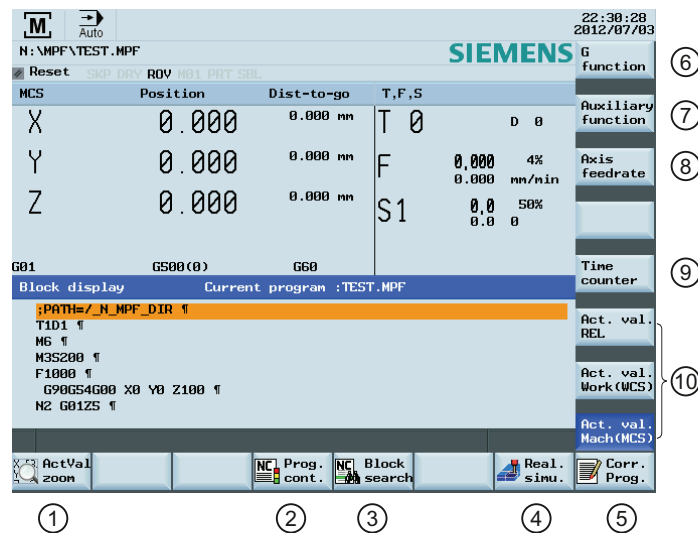 M
Auto
22:30:28
2012/07/03
N:\MPF\TEST.MPF
SIEMENS
Reset SKP DRY ROV M01 PRT SBL
MCS Position Dist-to-go T,F,S
X 0.000 0.000 mm T 0 D 0
Y 0.000 0.000 mm F 0,000 4%
0.000 mm/min
Z 0.000 0.000 mm S1 0,0 50%
0.0 0
G01 G500(0) G60
Block display Current program :TEST.MPF
;PATH=/_N_MPF_DIR ¶
T1D1 ¶
M6 ¶
M3S200 ¶
F1000 ¶
G90G54G00 X0 Y0 Z100 ¶
N2 G01Z5 ¶
G
function
6
Auxiliary
function
7
Axis
feedrate
8
Time
counter
9
Act. val.
REL
Act. val.
Work(WCS)
10
Act. val.
Mach(MCS)
ActVal
zoom
NC Prog.
cont.
NC Block
search
Real.
simu.
Corr.
Prog.
1 2 3 4 5